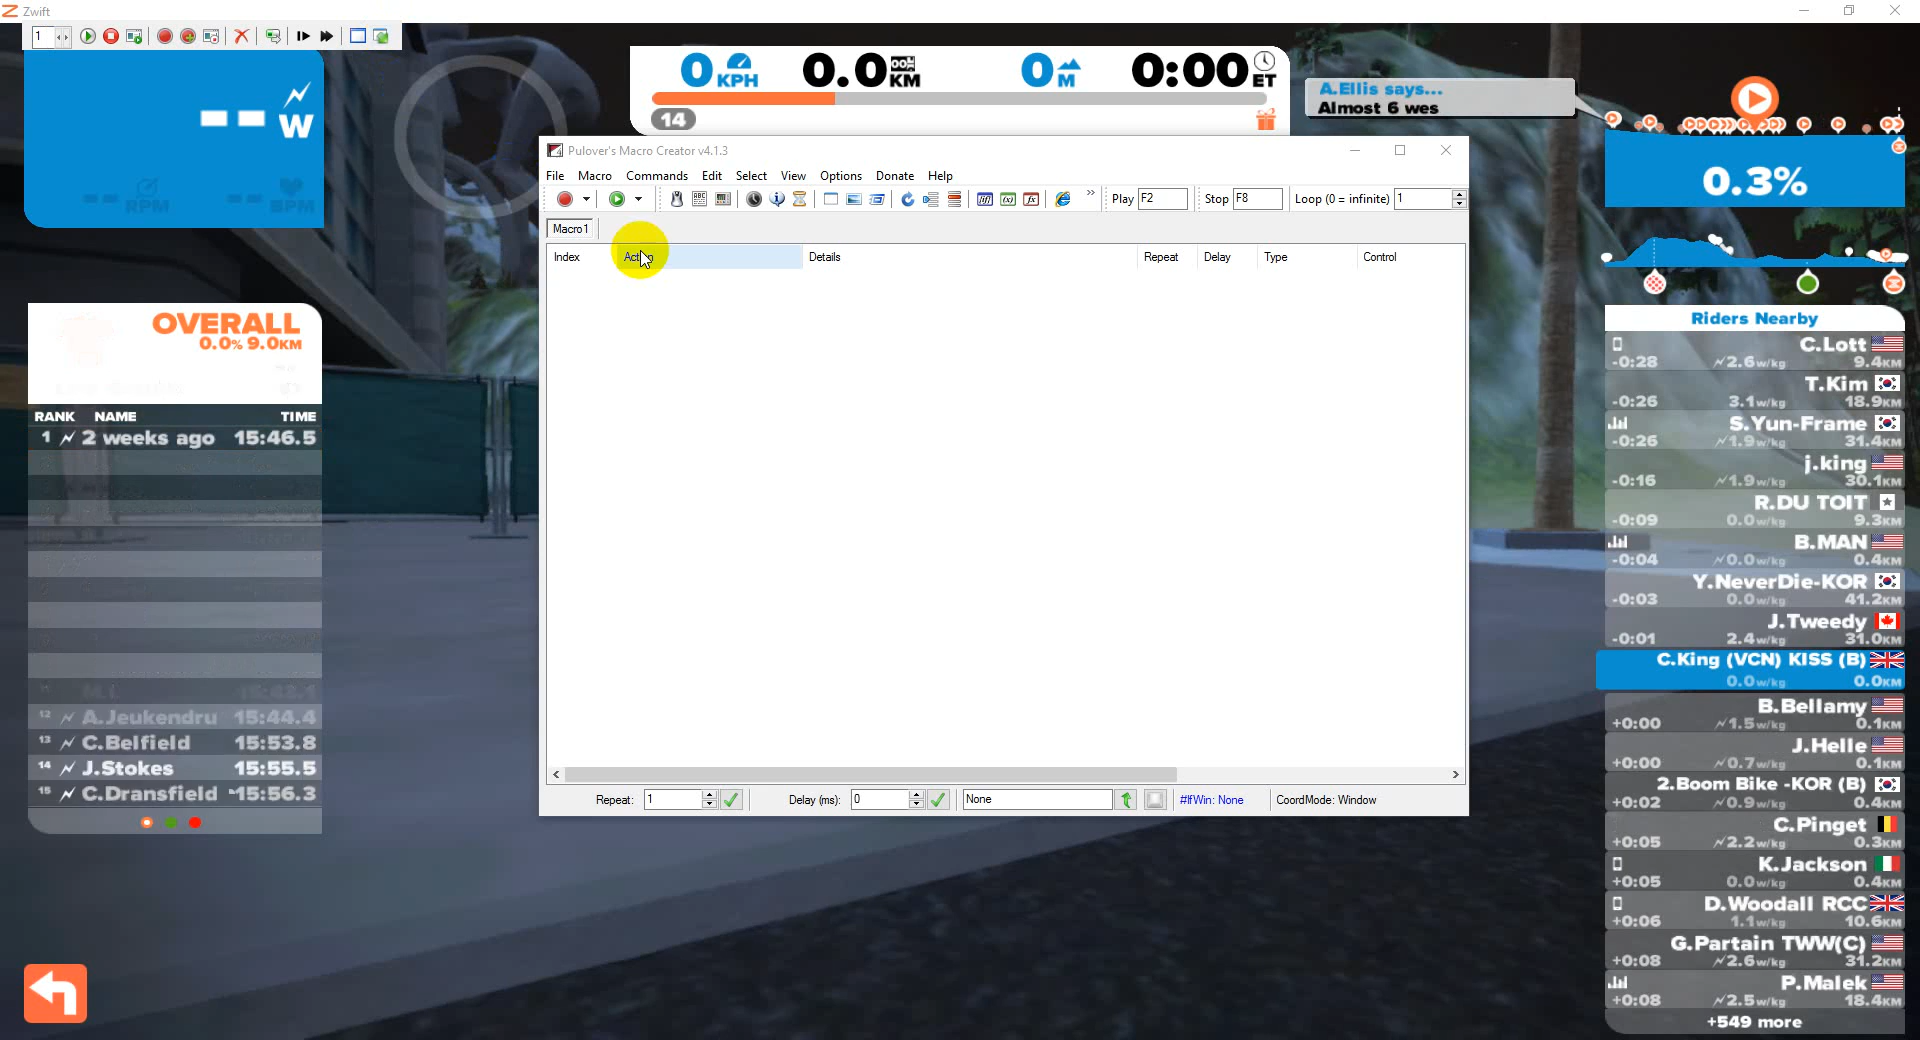 Zwift
1
W
RPM
BPM
0 KPH
0.0 KM
0 M
0:00 ET
14
A.Ellis says...
Almost 6 wes
0.3%
Pulover's Macro Creator v4.1.3
File Macro Commands Edit Select View Options Donate Help
Play F2 Stop F8 Loop (0 = infinite) 1
Macro1
Index Action Details Repeat Delay Type Control
Repeat: 1 Delay (ms): 0 None #IfWin: None CoordMode: Window
OVERALL
0.0% 9.0KM
RANK NAME TIME
1 2 weeks ago 15:46.5
12 A.Jeukendru 15:44.4
13 C.Belfield 15:53.8
14 J.Stokes 15:55.5
15 C.Dransfield 15:56.3
Riders Nearby
C.Lott
-0:28 2.6w/kg 9.4KM
T.Kim
-0:26 3.1w/kg 18.9KM
S.Yun-Frame
-0:26 1.9w/kg 31.4KM
j.king
-0:16 1.9w/kg 30.1KM
R.DU TOIT
-0:09 0.0w/kg 9.3KM
B.MAN
-0:04 0.0w/kg 0.4KM
Y.NeverDie-KOR
-0:03 0.0w/kg 41.2KM
J.Tweedy
-0:01 2.4w/kg 31.0KM
C.King (VCN) KISS (B)
0.0w/kg 0.0KM
B.Bellamy
+0:00 1.5w/kg 0.1KM
J.Helle
+0:00 0.7w/kg 0.1KM
2.Boom Bike -KOR (B)
+0:02 0.9w/kg 0.4KM
C.Pinget
+0:05 2.2w/kg 0.3KM
K.Jackson
+0:05 0.0w/kg 0.4KM
D.Woodall RCC
+0:06 1.1w/kg 10.6KM
G.Partain TWW(C)
+0:08 2.6w/kg 31.2KM
P.Malek
+0:08 2.5w/kg 18.4KM
+549 more